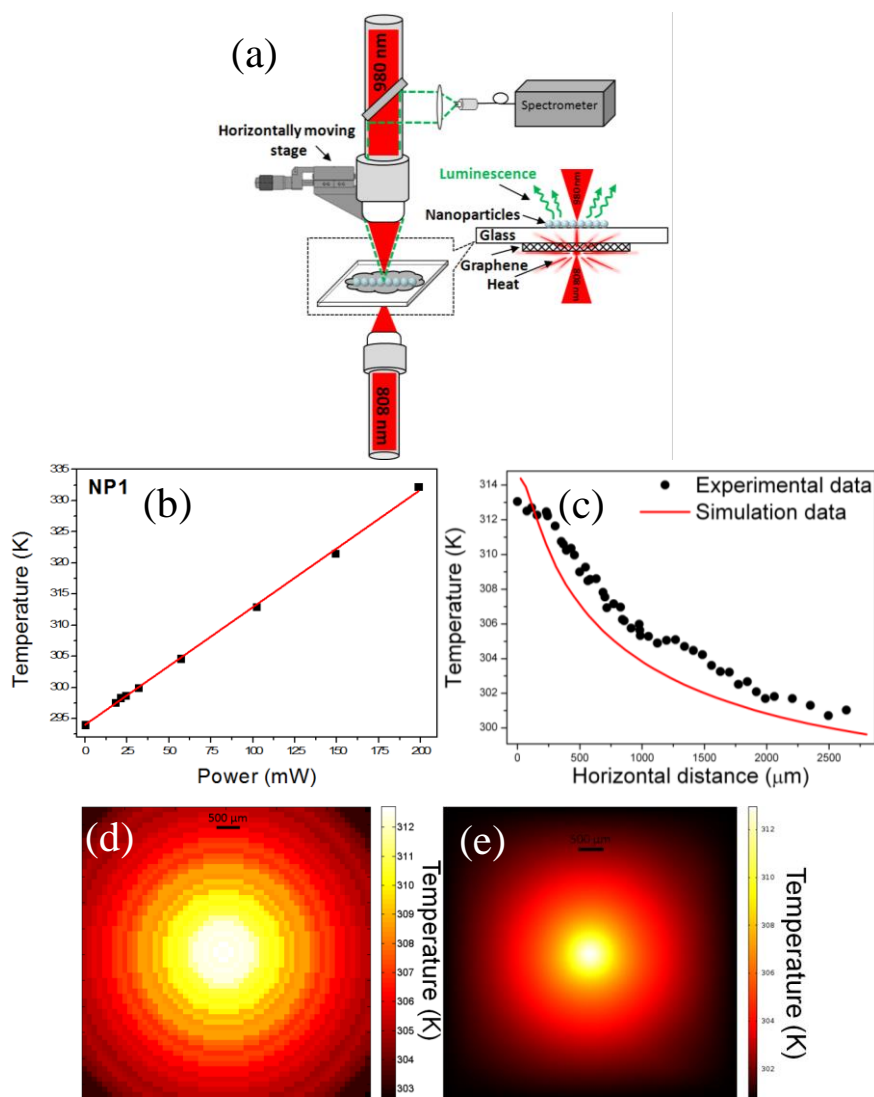 (a)
980 nm
Spectrometer
Horizontally moving
stage
Luminescence
980 nm
Nanoparticles
Glass
Graphene
Heat
808 nm
808 nm
(b)
NP1
335
330
325
320
315
310
305
300
295
0
25
50
75
100
125
150
175
200
Temperature (K)
Power (mW)
(c)
Experimental data
Simulation data
314
312
310
308
306
304
302
300
0
500
1000
1500
2000
2500
Temperature (K)
Horizontal distance (μm)
(d)
500 μm
312
311
310
309
308
307
306
305
304
303
Temperature (K)
(e)
500 μm
312
310
308
306
304
302
Temperature (K)